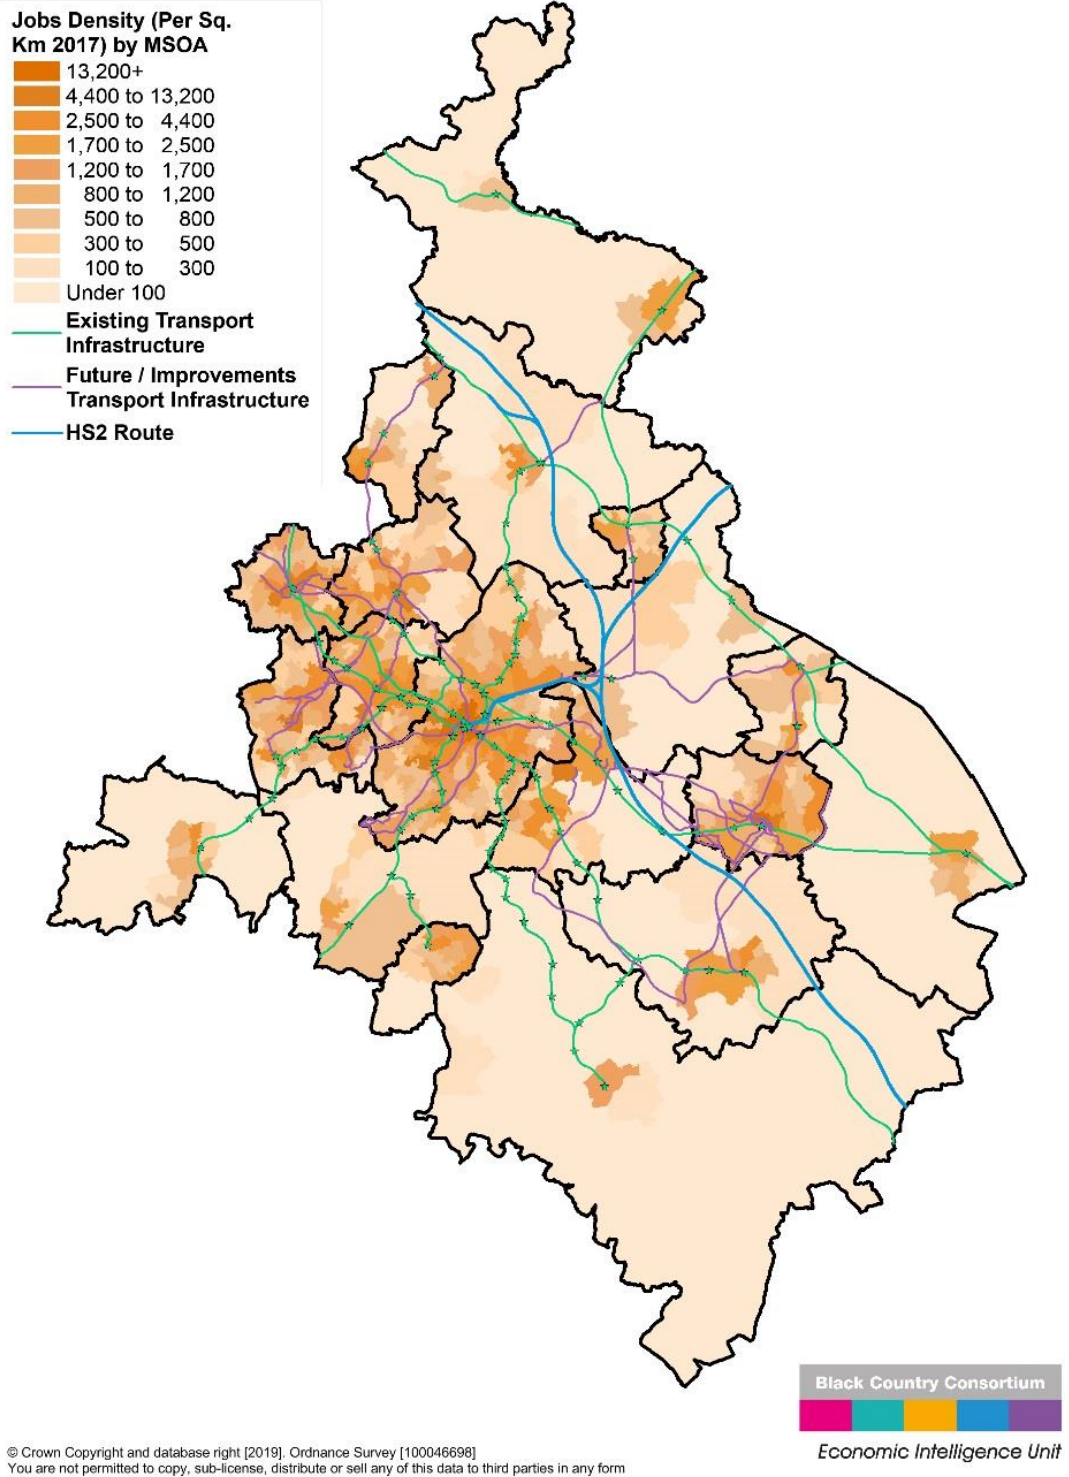 Jobs Density (Per Sq.
Km 2017) by MSOA
13,200+
4,400 to 13,200
2,500 to 4,400
1,700 to 2,500
1,200 to 1,700
800 to 1,200
500 to 800
300 to 500
100 to 300
Under 100
Existing Transport
Infrastructure
Future / Improvements
Transport Infrastructure
HS2 Route
Black Country Consortium
Economic Intelligence Unit
© Crown Copyright and database right [2019]. Ordnance Survey [100046698]
You are not permitted to copy, sub-license, distribute or sell any of this data to third parties in any form